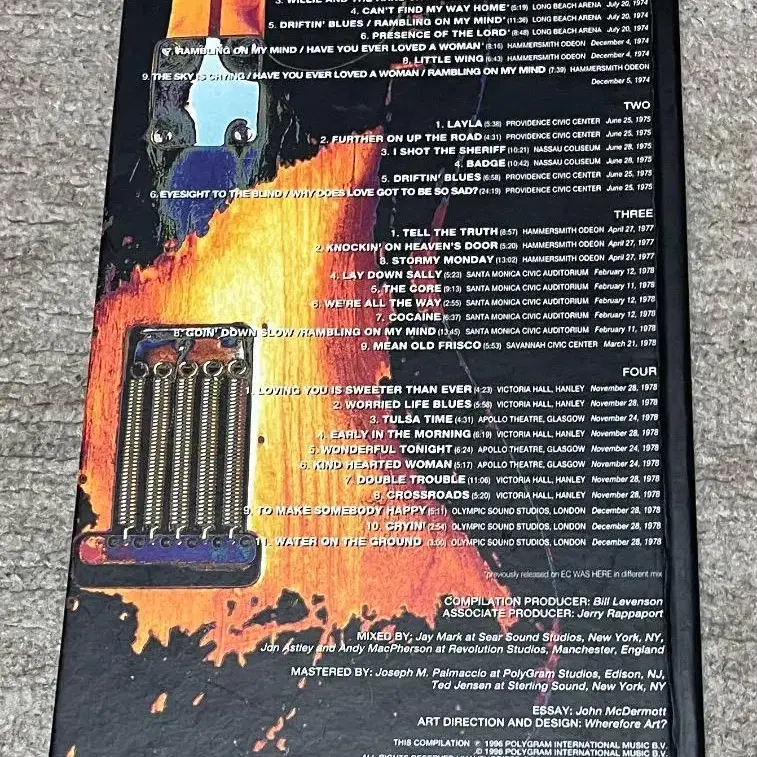 4. CAN'T FIND MY WAY HOME* (5:19) LONG BEACH ARENA July 20, 1974
5. DRIFTIN' BLUES / RAMBLING ON MY MIND* (11:36) LONG BEACH ARENA July 20, 1974
6. PRESENCE OF THE LORD* (8:48) LONG BEACH ARENA July 20, 1974
7. RAMBLING ON MY MIND / HAVE YOU EVER LOVED A WOMAN* (8:16) HAMMERSMITH ODEON December 4, 1974
8. LITTLE WING (6:43) HAMMERSMITH ODEON December 4, 1974
9. THE SKY IS CRYING / HAVE YOU EVER LOVED A WOMAN / RAMBLING ON MY MIND (7:39) HAMMERSMITH ODEON
December 5, 1974
TWO
1. LAYLA (5:38) PROVIDENCE CIVIC CENTER June 25, 1975
2. FURTHER ON UP THE ROAD (4:31) PROVIDENCE CIVIC CENTER June 25, 1975
3. I SHOT THE SHERIFF (10:21) NASSAU COLISEUM June 28, 1975
4. BADGE (10:42) NASSAU COLISEUM June 28, 1975
5. DRIFTIN' BLUES (6:58) PROVIDENCE CIVIC CENTER June 25, 1975
6. EYESIGHT TO THE BLIND / WHY DOES LOVE GOT TO BE SO SAD? (24:19) PROVIDENCE CIVIC CENTER June 25, 1975
THREE
1. TELL THE TRUTH (8:57) HAMMERSMITH ODEON April 27, 1977
2. KNOCKIN' ON HEAVEN'S DOOR (5:20) HAMMERSMITH ODEON April 27, 1977
3. STORMY MONDAY (13:02) HAMMERSMITH ODEON April 27, 1977
4. LAY DOWN SALLY (5:23) SANTA MONICA CIVIC AUDITORIUM February 12, 1978
5. THE CORE (9:13) SANTA MONICA CIVIC AUDITORIUM February 11, 1978
6. WE'RE ALL THE WAY (2:55) SANTA MONICA CIVIC AUDITORIUM February 12, 1978
7. COCAINE (6:37) SANTA MONICA CIVIC AUDITORIUM February 12, 1978
8. GOIN' DOWN SLOW / RAMBLING ON MY MIND (13:45) SANTA MONICA CIVIC AUDITORIUM February 11, 1978
9. MEAN OLD FRISCO (5:53) SAVANNAH CIVIC CENTER March 21, 1978
FOUR
1. LOVING YOU IS SWEETER THAN EVER (4:23) VICTORIA HALL, HANLEY November 28, 1978
2. WORRIED LIFE BLUES (5:58) VICTORIA HALL, HANLEY November 28, 1978
3. TULSA TIME (4:31) APOLLO THEATRE, GLASGOW November 24, 1978
4. EARLY IN THE MORNING (6:19) VICTORIA HALL, HANLEY November 28, 1978
5. WONDERFUL TONIGHT (6:24) APOLLO THEATRE, GLASGOW November 24, 1978
6. KIND HEARTED WOMAN (5:17) APOLLO THEATRE, GLASGOW November 24, 1978
7. DOUBLE TROUBLE (11:06) VICTORIA HALL, HANLEY November 28, 1978
8. CROSSROADS (5:20) VICTORIA HALL, HANLEY November 28, 1978
9. TO MAKE SOMEBODY HAPPY (5:11) OLYMPIC SOUND STUDIOS, LONDON December 28, 1978
10. CRYIN' (2:54) OLYMPIC SOUND STUDIOS, LONDON December 28, 1978
11. WATER ON THE GROUND (3:00) OLYMPIC SOUND STUDIOS, LONDON December 28, 1978
*previously released on EC WAS HERE in different mix
COMPILATION PRODUCER: Bill Levenson
ASSOCIATE PRODUCER: Jerry Rappaport
MIXED BY: Jay Mark at Sear Sound Studios, New York, NY,
Jon Astley and Andy MacPherson at Revolution Studios, Manchester, England
MASTERED BY: Joseph M. Palmaccio at PolyGram Studios, Edison, NJ,
Ted Jensen at Sterling Sound, New York, NY
ESSAY: John McDermott
ART DIRECTION AND DESIGN: Wherefore Art?
THIS COMPILATION ℗ 1996 POLYGRAM INTERNATIONAL MUSIC B.V.
© 1996 POLYGRAM INTERNATIONAL MUSIC B.V.